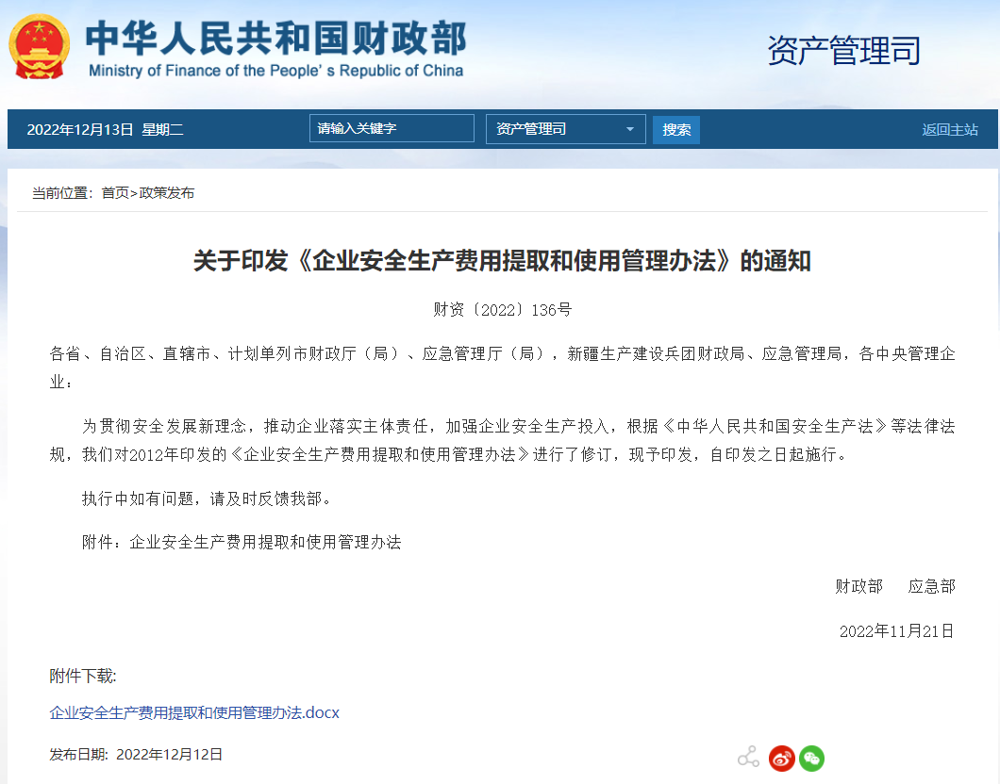 中华人民共和国财政部
Ministry of Finance of the People's Republic of China
资产管理司
2022年12月13日 星期二
请输入关键字
资产管理司
搜索
返回主站
当前位置：首页>政策发布
关于印发《企业安全生产费用提取和使用管理办法》的通知
财资〔2022〕136号
各省、自治区、直辖市、计划单列市财政厅（局）、应急管理厅（局），新疆生产建设兵团财政局、应急管理局，各中央管理企
业：
为贯彻安全发展新理念，推动企业落实主体责任，加强企业安全生产投入，根据《中华人民共和国安全生产法》等法律法
规，我们对2012年印发的《企业安全生产费用提取和使用管理办法》进行了修订，现予印发，自印发之日起施行。
执行中如有问题，请及时反馈我部。
附件：企业安全生产费用提取和使用管理办法
财政部 应急部
2022年11月21日
附件下载:
企业安全生产费用提取和使用管理办法.docx
发布日期: 2022年12月12日